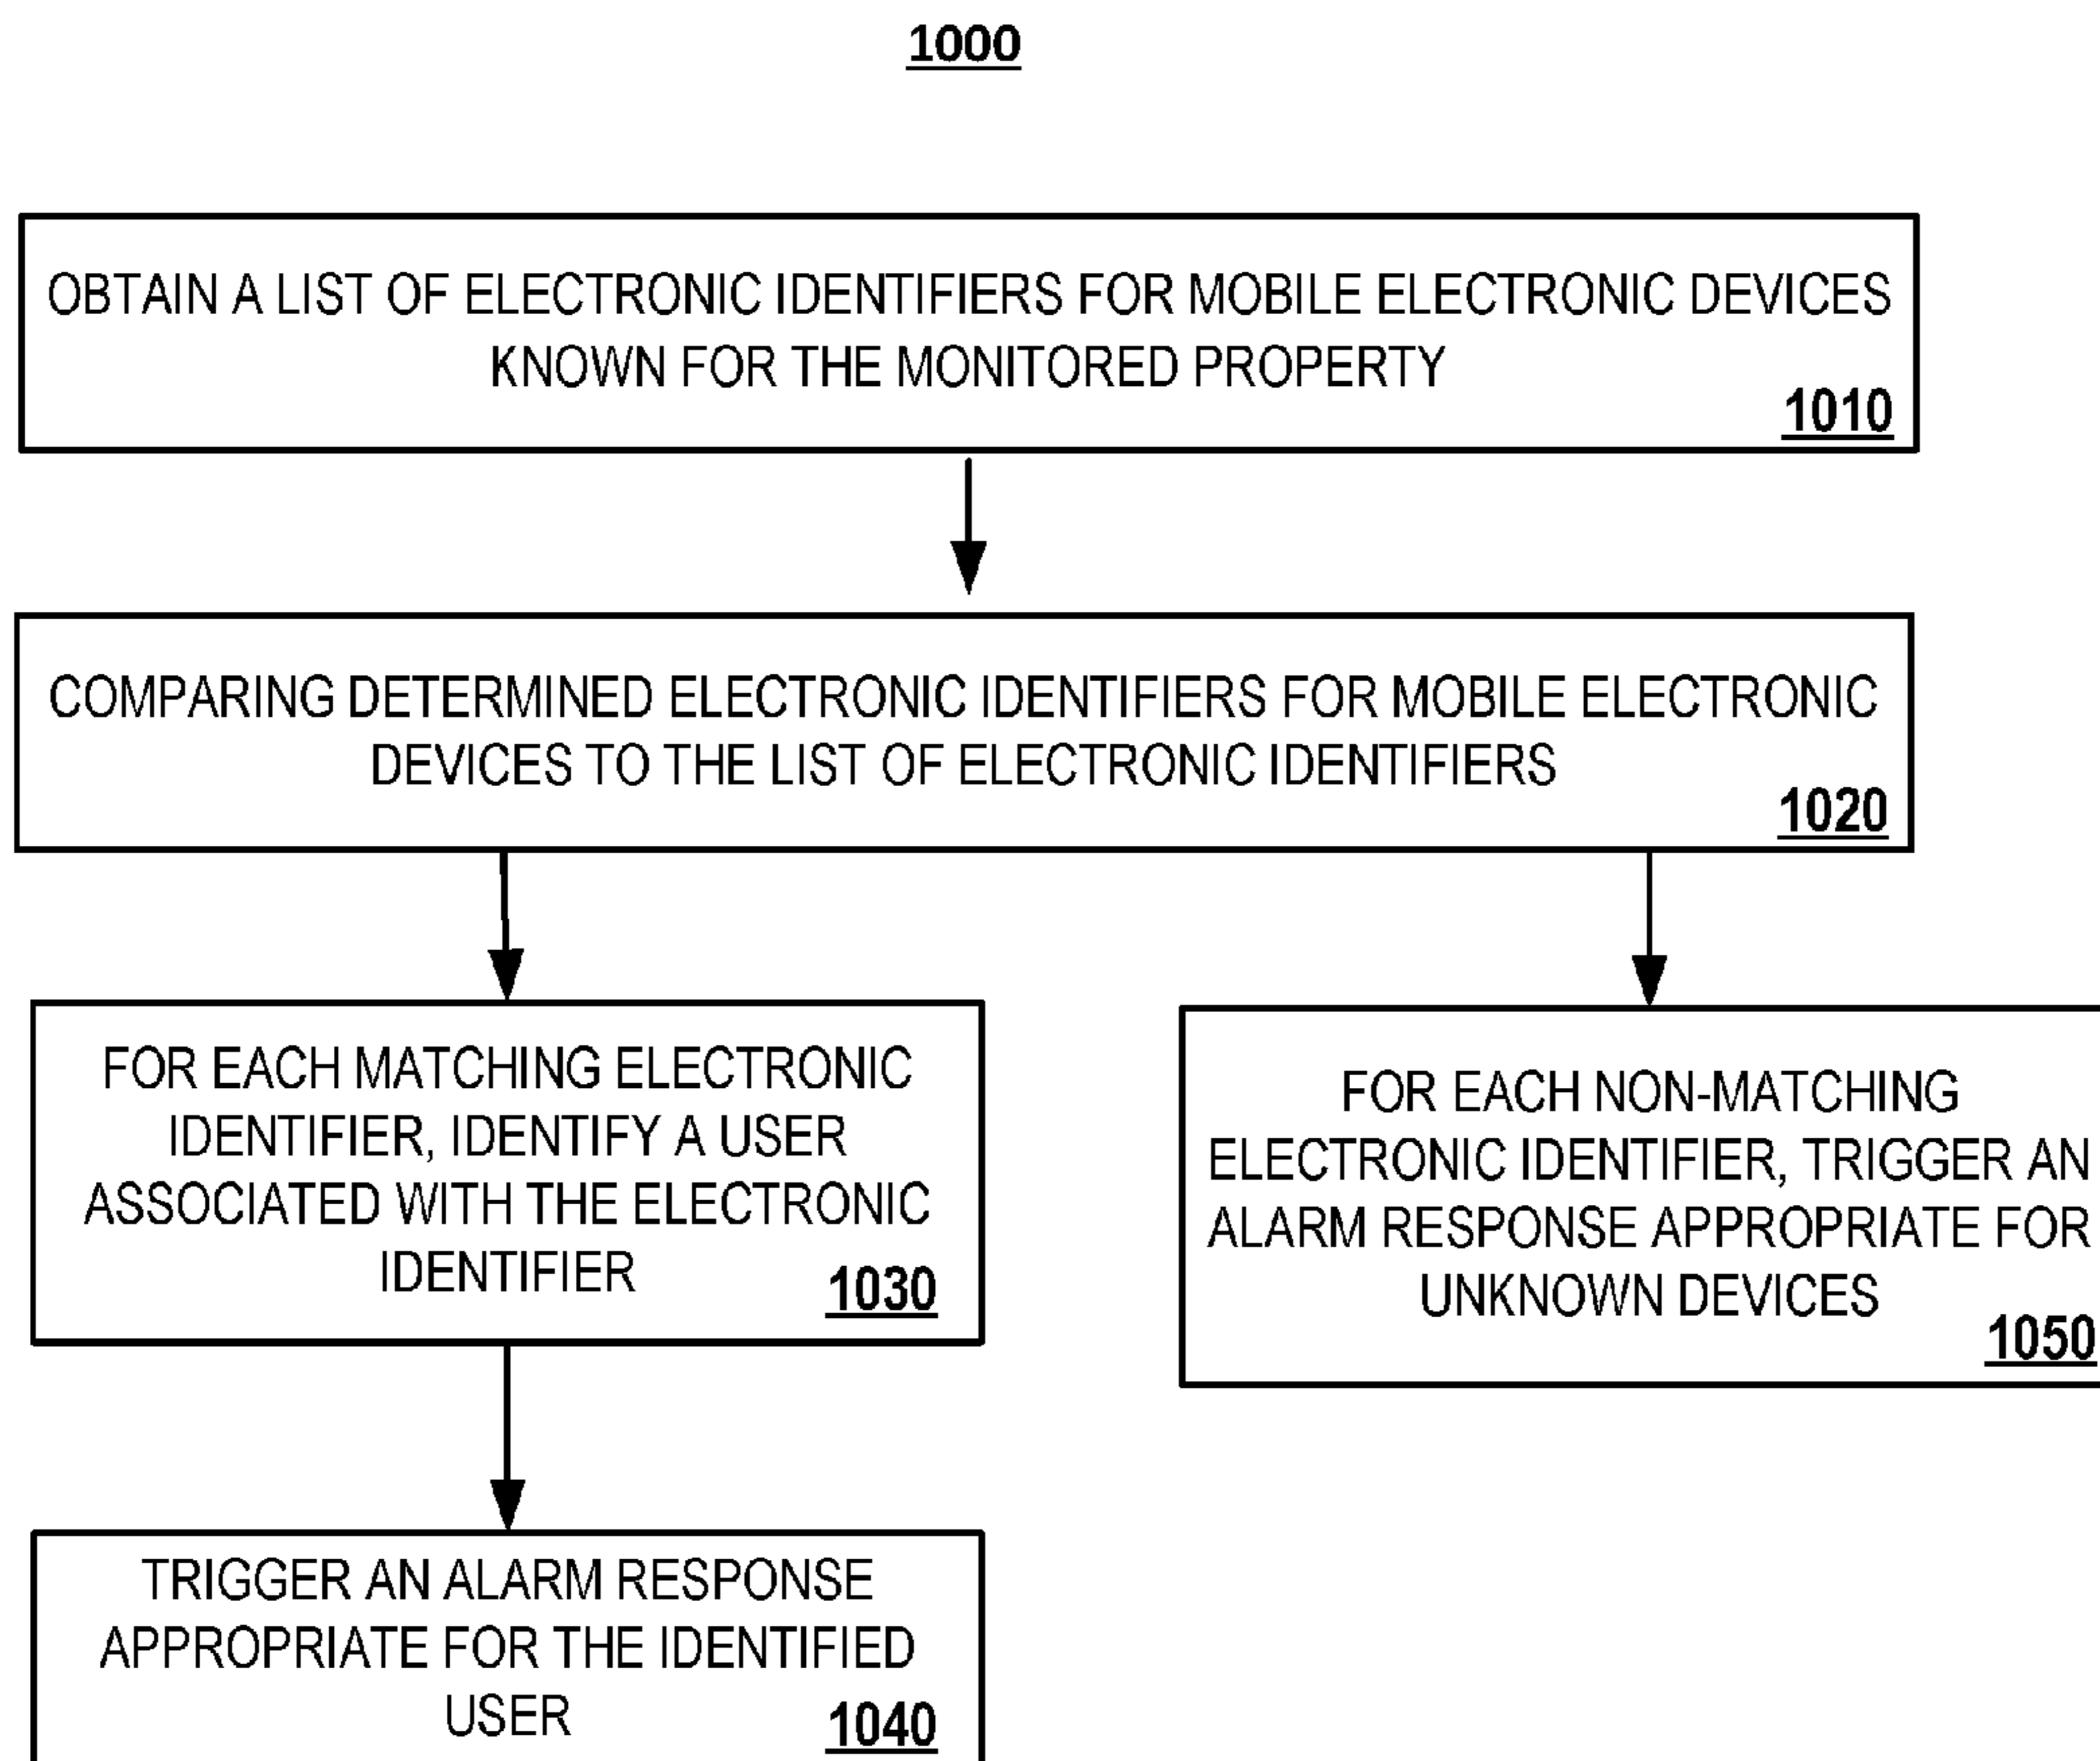 1000
OBTAIN A LIST OF ELECTRONIC IDENTIFIERS FOR MOBILE ELECTRONIC DEVICES
KNOWN FOR THE MONITORED PROPERTY
1010
COMPARING DETERMINED ELECTRONIC IDENTIFIERS FOR MOBILE ELECTRONIC
DEVICES TO THE LIST OF ELECTRONIC IDENTIFIERS
1020
FOR EACH MATCHING ELECTRONIC
IDENTIFIER, IDENTIFY A USER
ASSOCIATED WITH THE ELECTRONIC
IDENTIFIER
1030
FOR EACH NON-MATCHING
ELECTRONIC IDENTIFIER, TRIGGER AN
ALARM RESPONSE APPROPRIATE FOR
UNKNOWN DEVICES
1050
TRIGGER AN ALARM RESPONSE
APPROPRIATE FOR THE IDENTIFIED
USER
1040